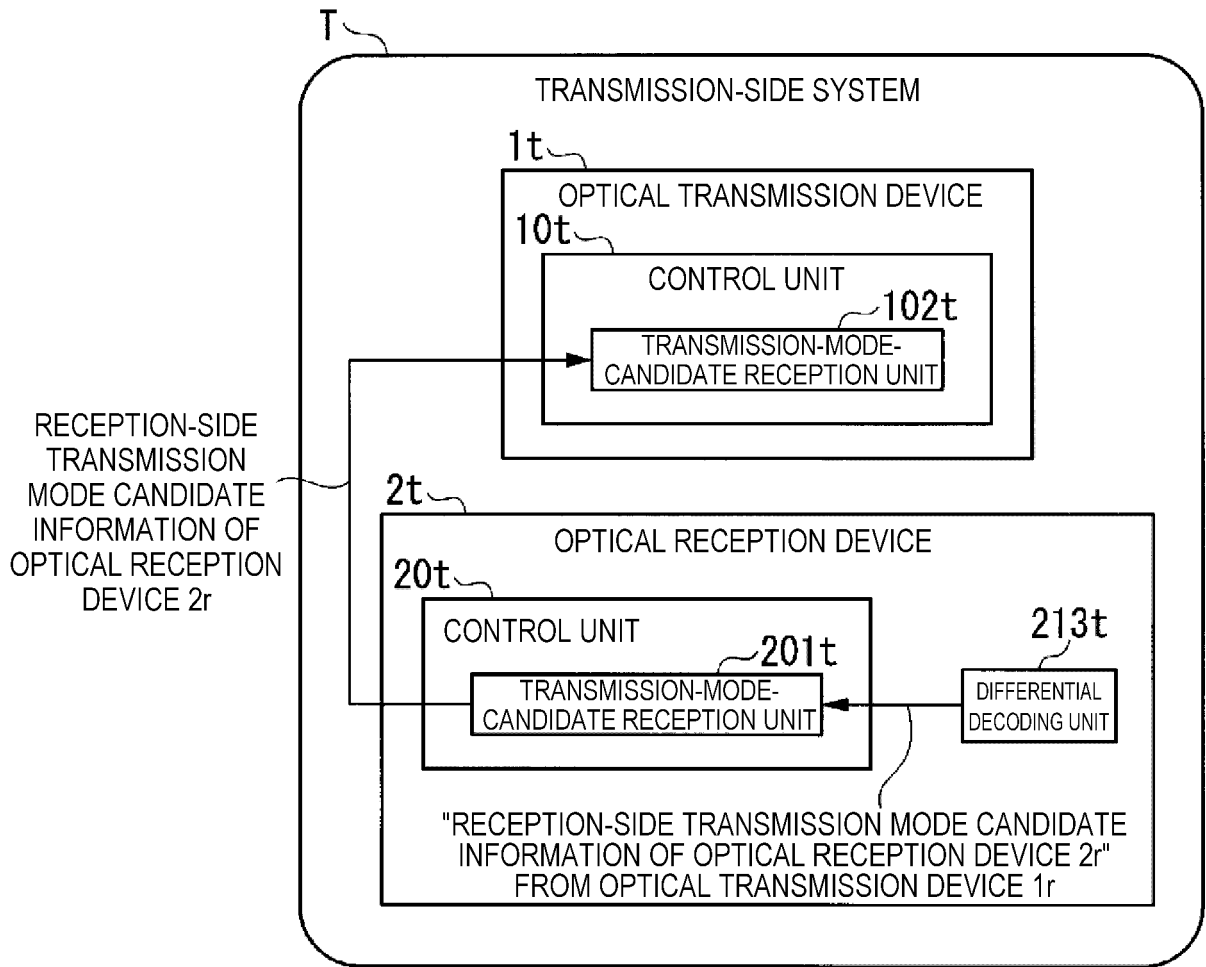 T
TRANSMISSION-SIDE SYSTEM
1t
OPTICAL TRANSMISSION DEVICE
10t
CONTROL UNIT
102t
TRANSMISSION-MODE-
CANDIDATE RECEPTION UNIT
RECEPTION-SIDE
TRANSMISSION
MODE CANDIDATE
INFORMATION OF
OPTICAL RECEPTION
DEVICE 2r
2t
OPTICAL RECEPTION DEVICE
20t
CONTROL UNIT
201t
TRANSMISSION-MODE-
CANDIDATE RECEPTION UNIT
213t
DIFFERENTIAL
DECODING UNIT
"RECEPTION-SIDE TRANSMISSION MODE CANDIDATE
INFORMATION OF OPTICAL RECEPTION DEVICE 2r"
FROM OPTICAL TRANSMISSION DEVICE 1r